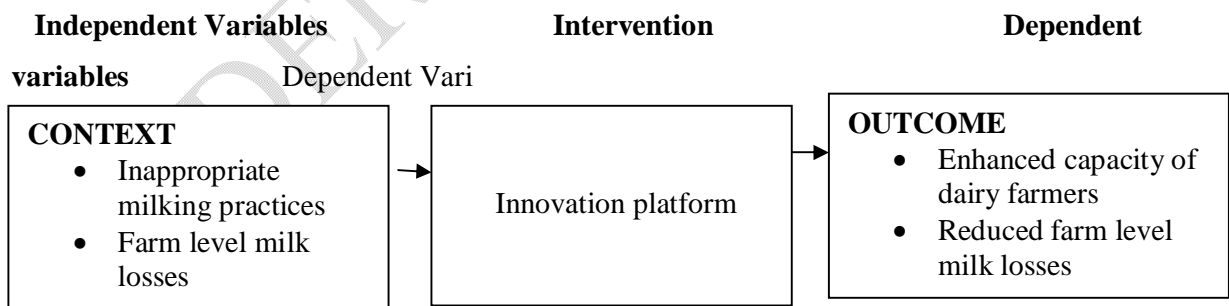 Independent Variables Intervention Dependent
variables Dependent Vari
CONTEXT
• Inappropriate
milking practices
• Farm level milk
losses
Innovation platform
OUTCOME
• Enhanced capacity of
dairy farmers
• Reduced farm level
milk losses